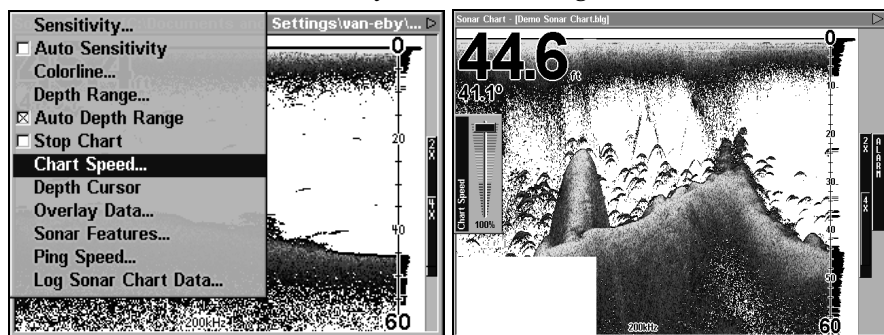 Settings\van-eby\...
Sensitivity...
Auto Sensitivity
Colorline...
Depth Range...
Auto Depth Range
Stop Chart
Chart Speed...
Depth Cursor
Overlay Data...
Sonar Features...
Ping Speed...
Log Sonar Chart Data...
0
20
40
60
2X
4X
200kHz
Sonar Chart - [Demo Sonar Chart.blg]
44.6 ft
41.1°
Chart Speed
100%
0
10
20
30
40
50
60
2X
4X
ALARM
200kHz